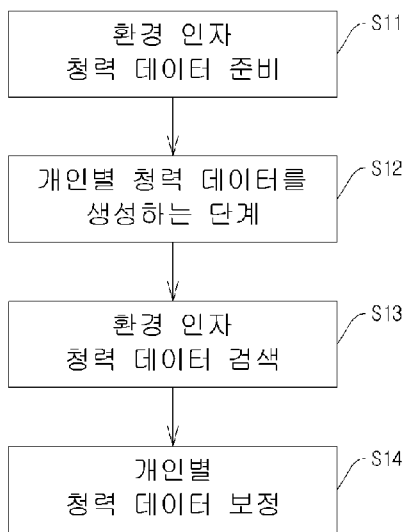 환경 인자
청력 데이터 준비
S11
개인별 청력 데이터를
생성하는 단계
S12
환경 인자
청력 데이터 검색
S13
개인별
청력 데이터 보정
S14